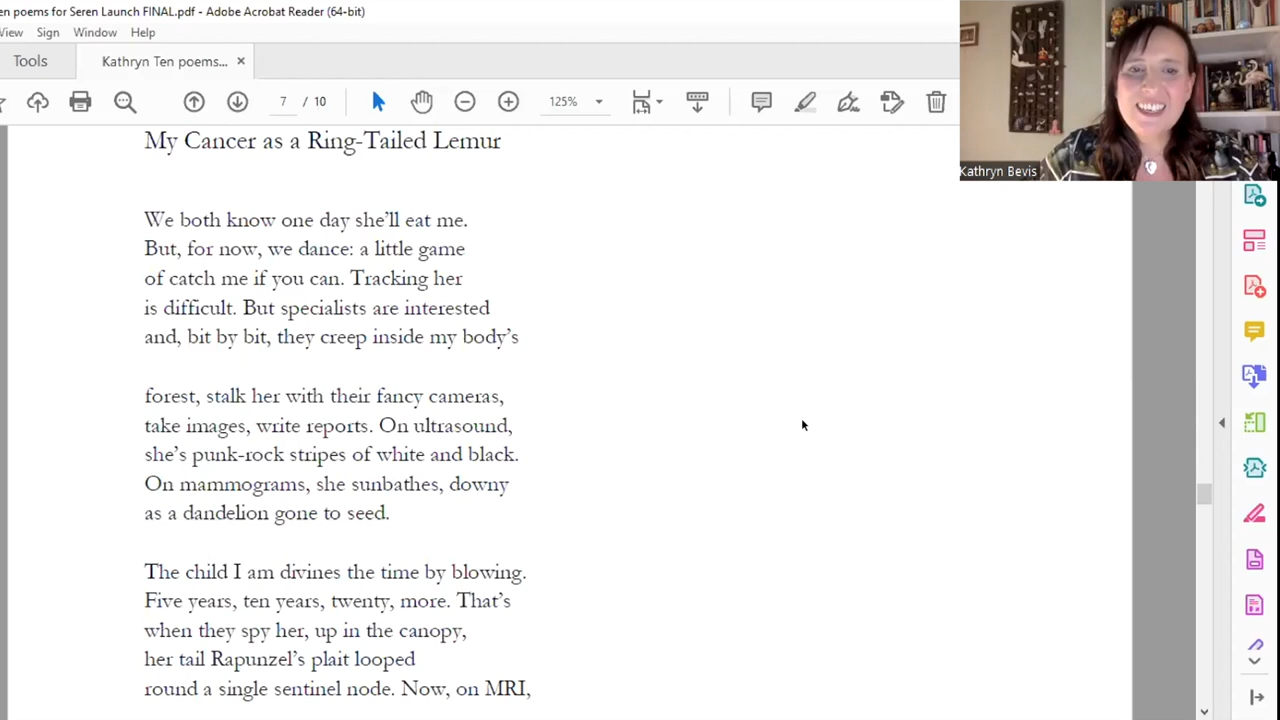 en poems for Seren Launch FINAL.pdf - Adobe Acrobat Reader (64-bit)
View Sign Window Help
Tools Kathryn Ten poems... ×
7 / 10 125%
Kathryn Bevis
My Cancer as a Ring-Tailed Lemur
We both know one day she’ll eat me.
But, for now, we dance: a little game
of catch me if you can. Tracking her
is difficult. But specialists are interested
and, bit by bit, they creep inside my body’s
forest, stalk her with their fancy cameras,
take images, write reports. On ultrasound,
she’s punk-rock stripes of white and black.
On mammograms, she sunbathes, downy
as a dandelion gone to seed.
The child I am divines the time by blowing.
Five years, ten years, twenty, more. That’s
when they spy her, up in the canopy,
her tail Rapunzel’s plait looped
round a single sentinel node. Now, on MRI,